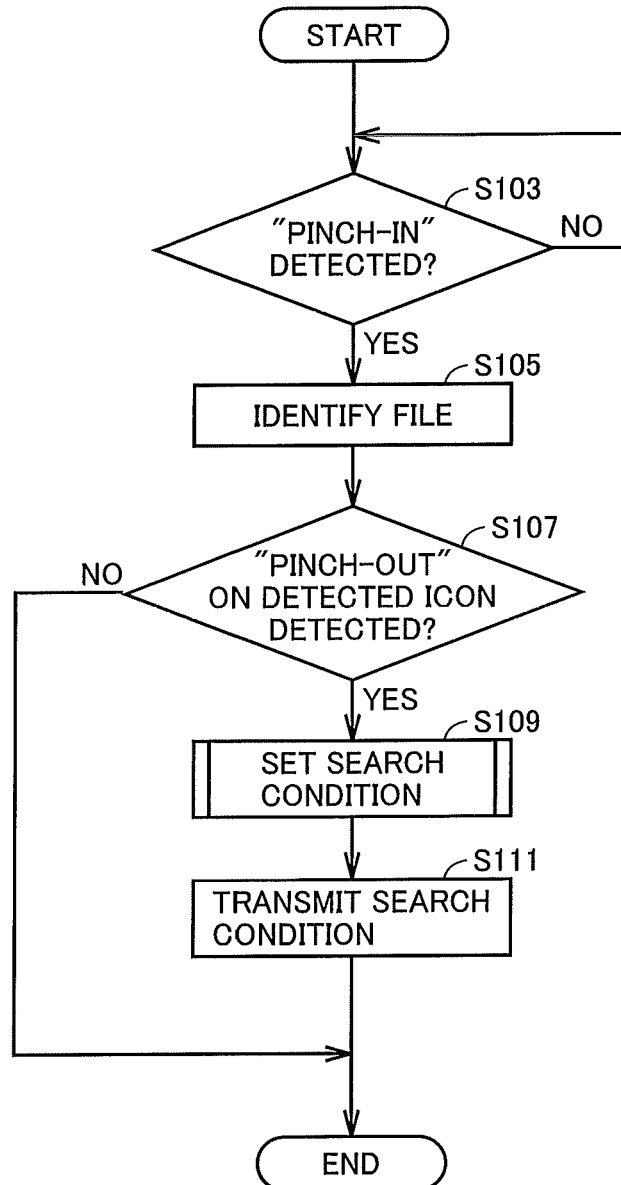 START
S103
"PINCH-IN"
DETECTED?
NO
YES
S105
IDENTIFY FILE
S107
"PINCH-OUT"
ON DETECTED ICON
DETECTED?
NO
YES
S109
SET SEARCH
CONDITION
S111
TRANSMIT SEARCH
CONDITION
END